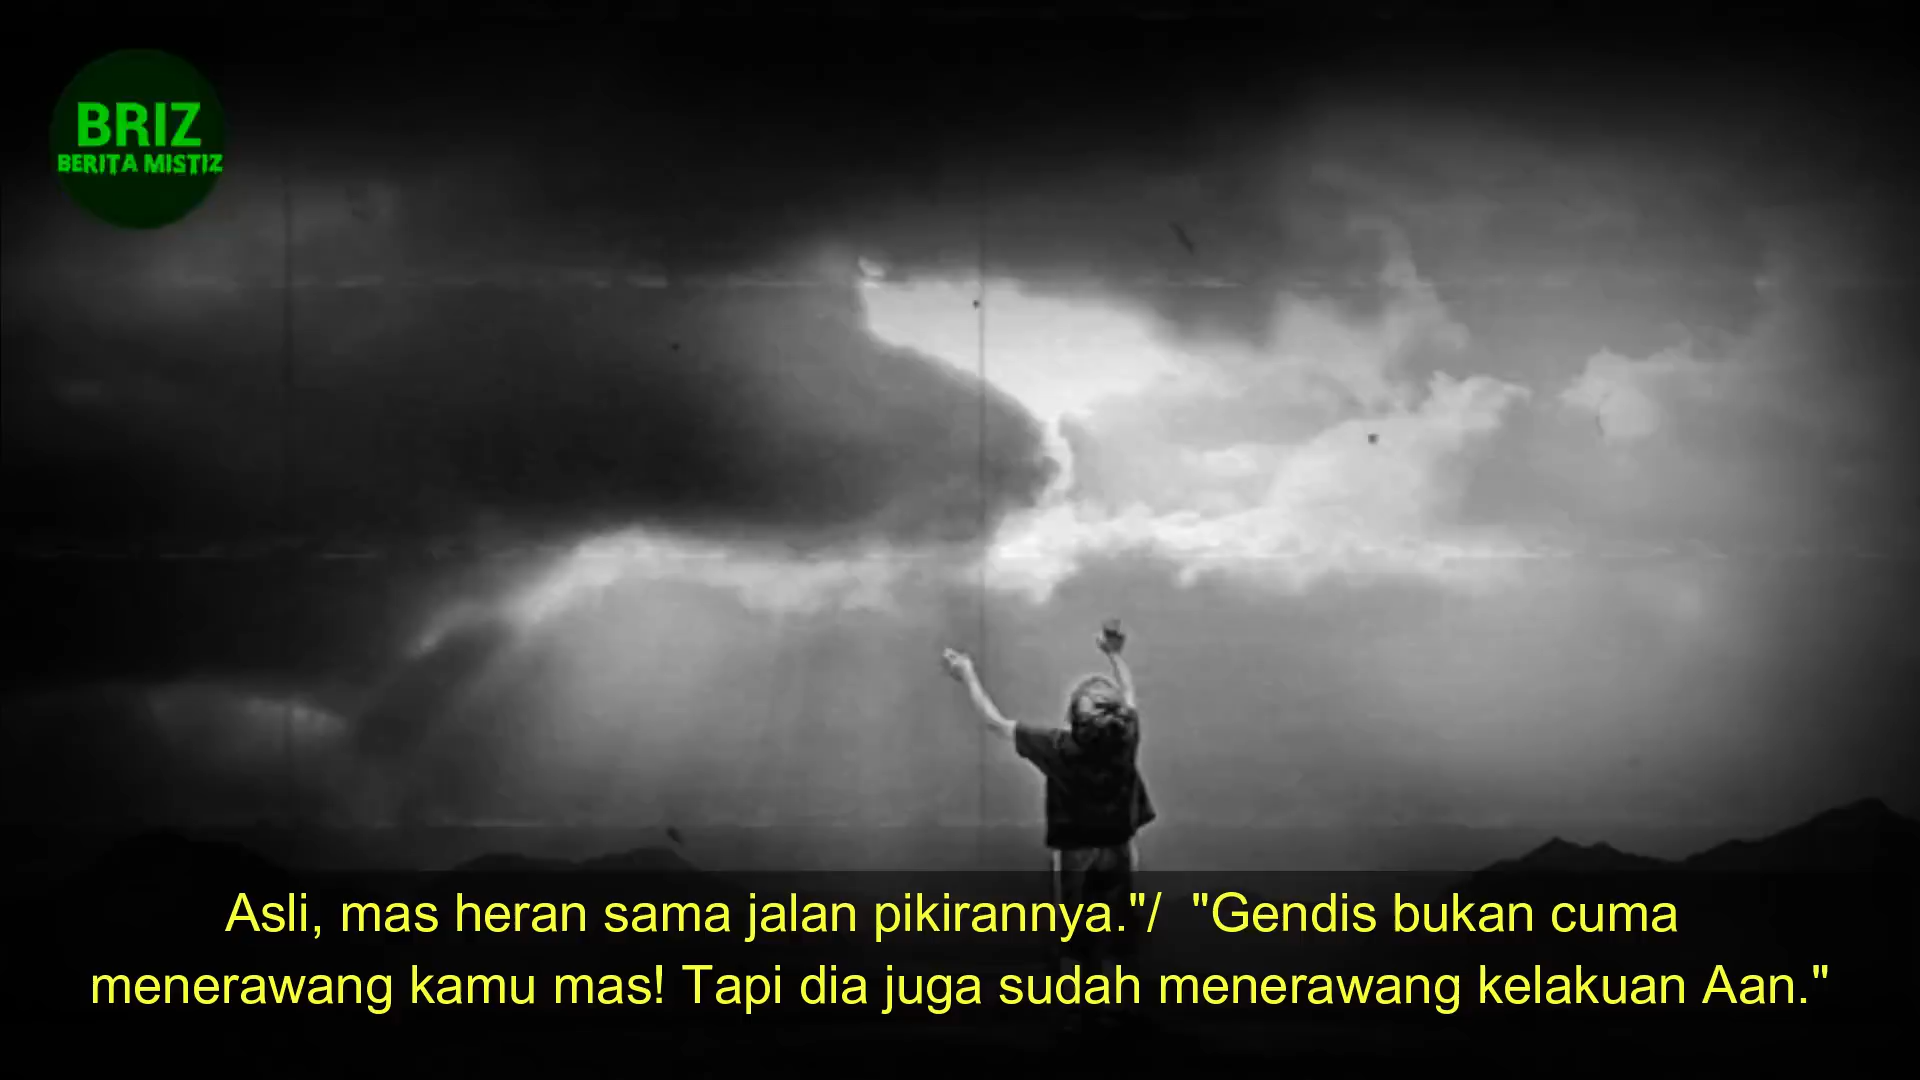 BRIZ
BERITA MISTIZ
Asli, mas heran sama jalan pikirannya."/  "Gendis bukan cuma
menerawang kamu mas! Tapi dia juga sudah menerawang kelakuan Aan."